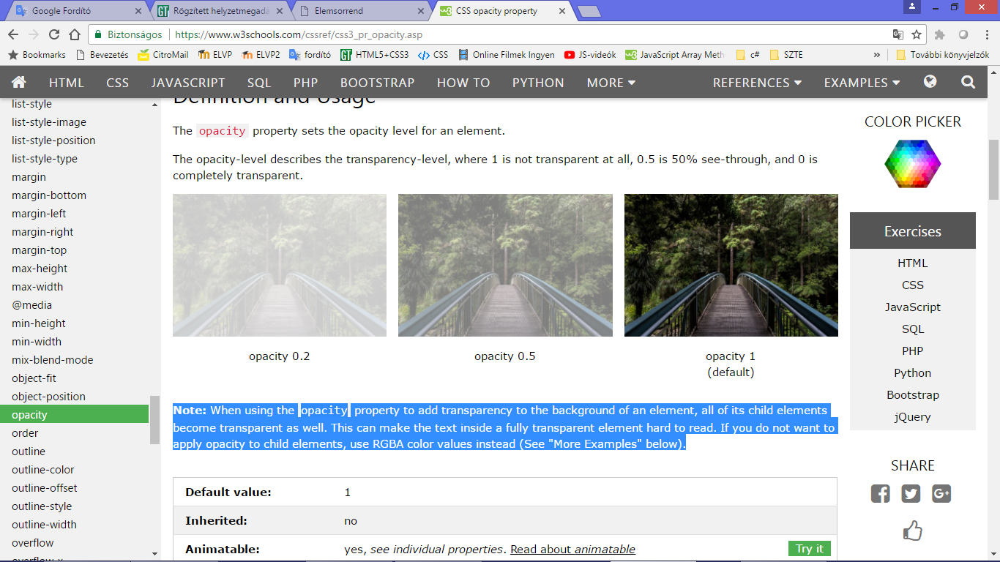 Google Fordító
Rögzített helyzetmegadá
Elemsorrend
CSS opacity property
Biztonságos
https://www.w3schools.com/cssref/css3_pr_opacity.asp
Bookmarks
Bevezetés
CitroMail
ELVP
ELVP2
fordító
HTML5+CSS3
CSS
Online Filmek Ingyen
JS-videók
JavaScript Array Meth
c#
SZTE
»
További könyvjelzők
HTML
CSS
JAVASCRIPT
SQL
PHP
BOOTSTRAP
HOW TO
PYTHON
MORE
REFERENCES
EXAMPLES
list-style
list-style-image
list-style-position
list-style-type
margin
margin-bottom
margin-left
margin-right
margin-top
max-height
max-width
@media
min-height
min-width
mix-blend-mode
object-fit
object-position
opacity
order
outline
outline-color
outline-offset
outline-style
outline-width
overflow
overflow-x
Definition and Usage
The opacity property sets the opacity level for an element.
The opacity-level describes the transparency-level, where 1 is not transparent at all, 0.5 is 50% see-through, and 0 is
completely transparent.
opacity 0.2
opacity 0.5
opacity 1
(default)
Note: When using the opacity property to add transparency to the background of an element, all of its child elements
become transparent as well. This can make the text inside a fully transparent element hard to read. If you do not want to
apply opacity to child elements, use RGBA color values instead (See "More Examples" below).
Default value: 1
Inherited: no
Animatable: yes, see individual properties. Read about animatable
Try it
COLOR PICKER
Exercises
HTML
CSS
JavaScript
SQL
PHP
Python
Bootstrap
jQuery
SHARE